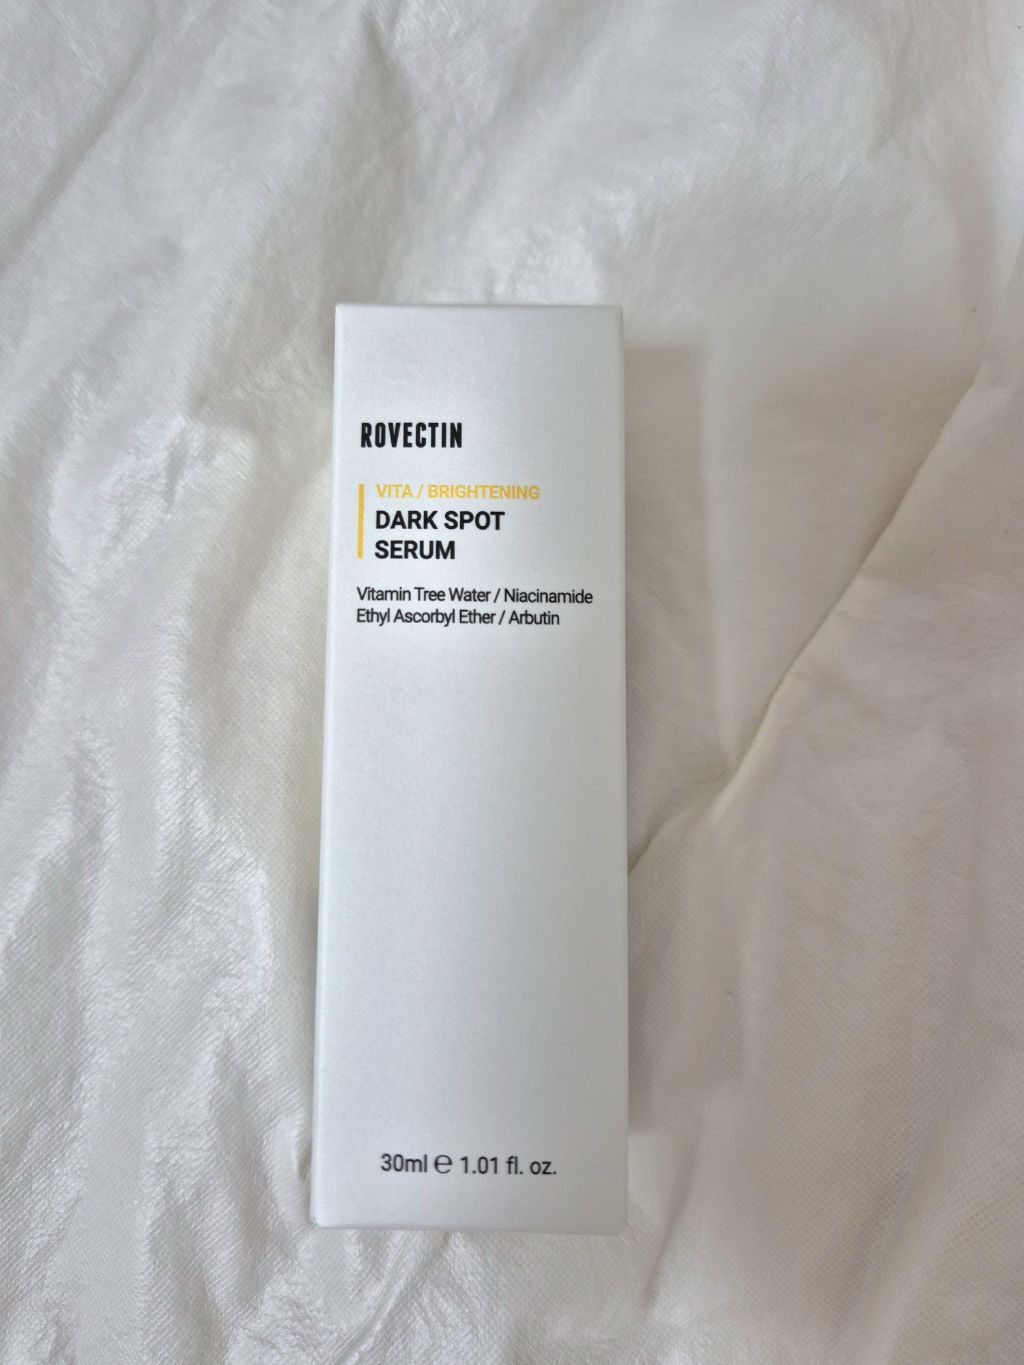 ROVECTIN
VITA / BRIGHTENING
DARK SPOT
SERUM
Vitamin Tree Water / Niacinamide
Ethyl Ascorbyl Ether / Arbutin
30ml ℮ 1.01 fl. oz.